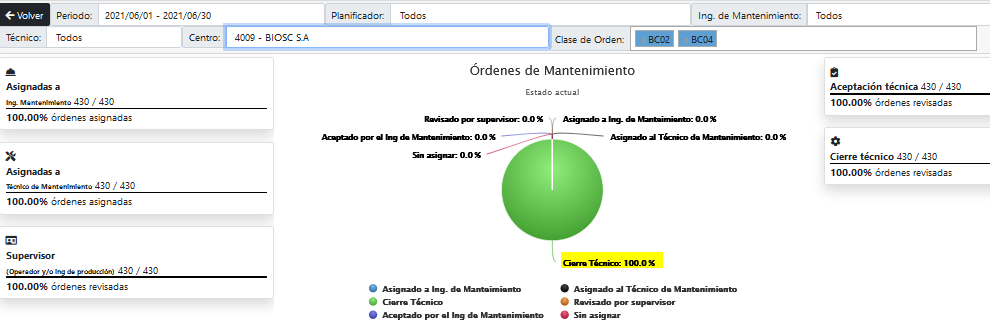 Volver Periodo: 2021/06/01 - 2021/06/30 Planificador: Todos Ing. de Mantenimiento: Todos
Técnico: Todos Centro: 4009 - BIOSC S.A Clase de Orden: BC02 BC04
Asignadas a
Ing. Mantenimiento 430 / 430
100.00% órdenes asignadas
Asignadas a
Técnico de Mantenimiento 430 / 430
100.00% órdenes asignadas
Supervisor
(Operador y/o Ing de producción) 430 / 430
100.00% órdenes revisadas
Órdenes de Mantenimiento
Estado actual
Revisado por supervisor: 0.0 % Asignado a Ing. de Manteimiento: 0.0 %
Aceptado por el Ing de Mantenimiento: 0.0 % Asignado al Técnico de Mantenimiento: 0.0 %
Sin asignar: 0.0 %
Cierre Técnico: 100.0 %
Asignado a Ing. de Manteimiento Asignado al Técnico de Mantenimiento
Cierre Técnico Revisado por supervisor
Aceptado por el Ing de Mantenimiento Sin asignar
Aceptación técnica 430 / 430
100.00% órdenes revisadas
Cierre técnico 430 / 430
100.00% órdenes revisadas